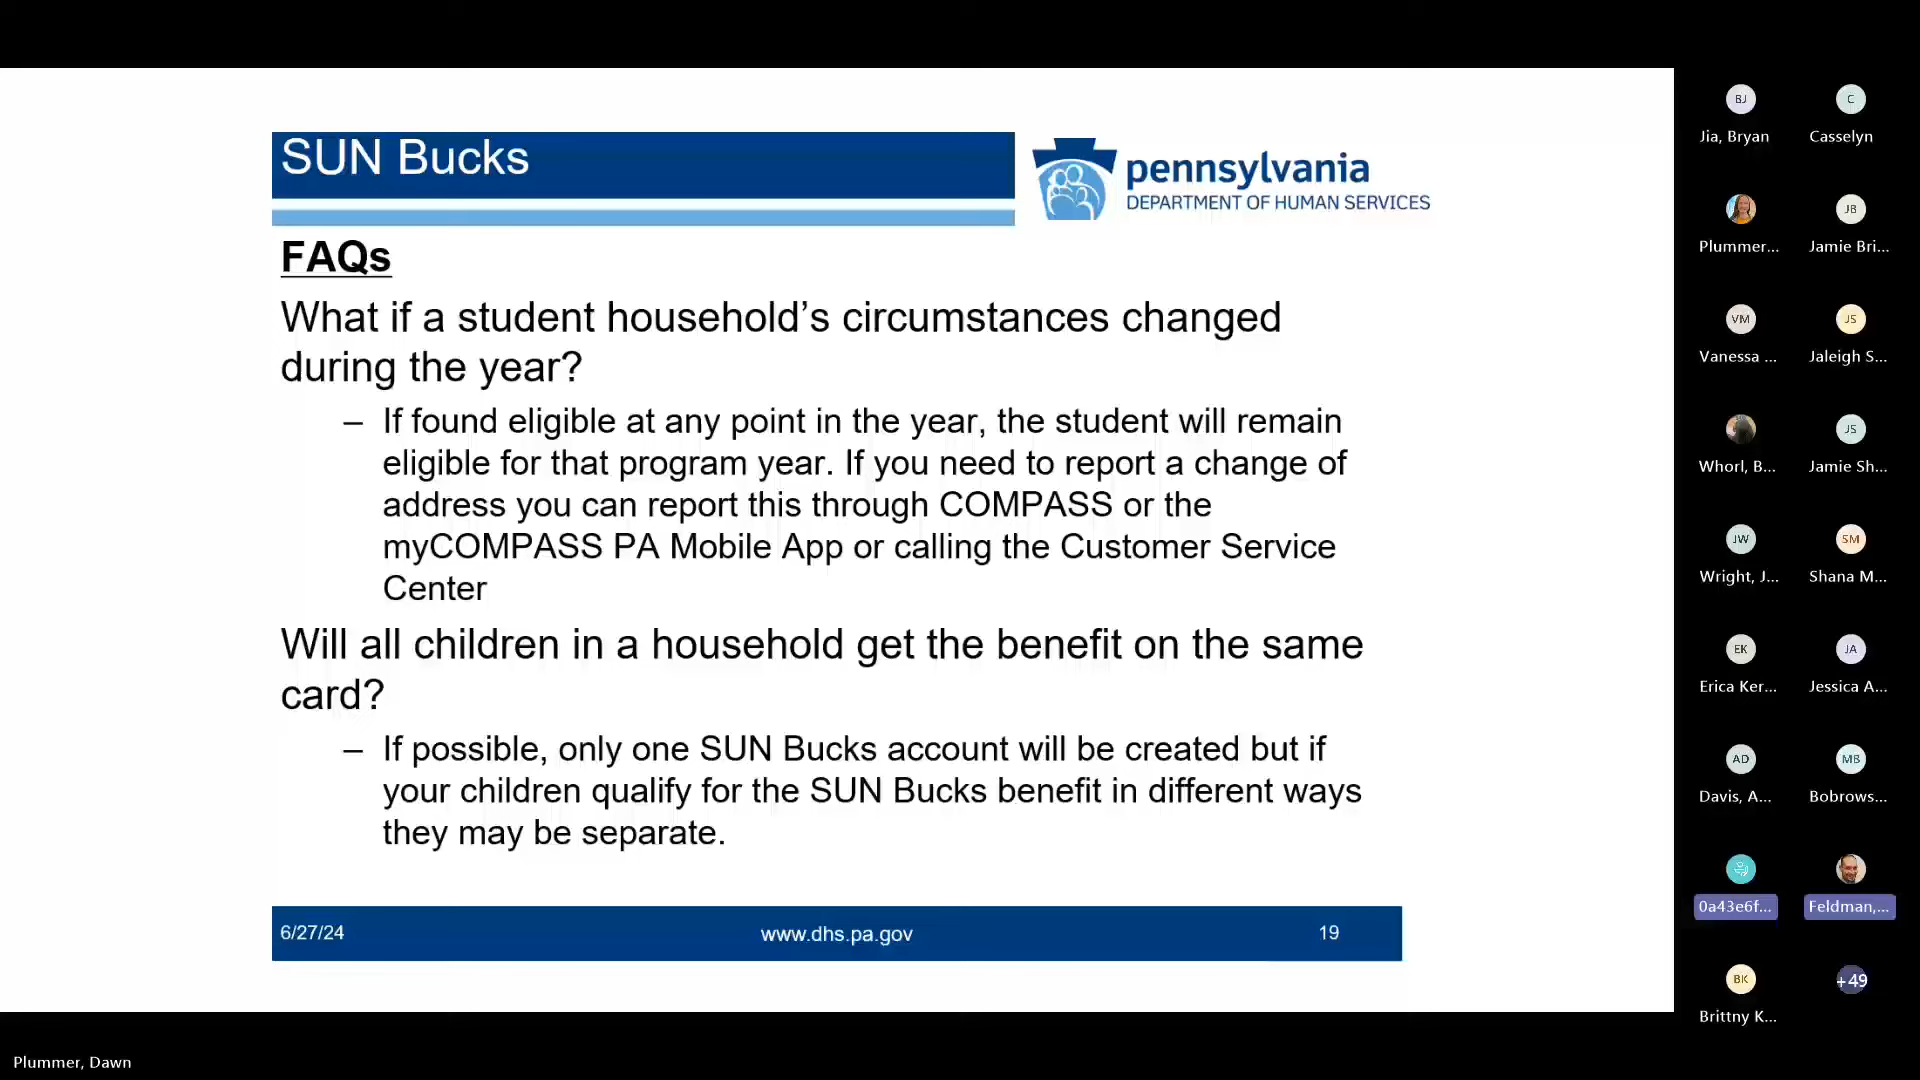 SUN Bucks
pennsylvania
DEPARTMENT OF HUMAN SERVICES
FAQs
What if a student household's circumstances changed
during the year?
– If found eligible at any point in the year, the student will remain
eligible for that program year. If you need to report a change of
address you can report this through COMPASS or the
myCOMPASS PA Mobile App or calling the Customer Service
Center
Will all children in a household get the benefit on the same
card?
– If possible, only one SUN Bucks account will be created but if
your children qualify for the SUN Bucks benefit in different ways
they may be separate.
6/27/24
www.dhs.pa.gov
19
BJ
C
Jia, Bryan
Casselyn
JB
Plummer...
Jamie Bri...
VM
JS
Vanessa ...
Jaleigh S...
JS
Whorl, B...
Jamie Sh...
JW
SM
Wright, J...
Shana M...
EK
JA
Erica Ker...
Jessica A...
AD
MB
Davis, A...
Bobrows...
0a43e6f...
Feldman,...
BK
+49
Brittny K...
Plummer, Dawn